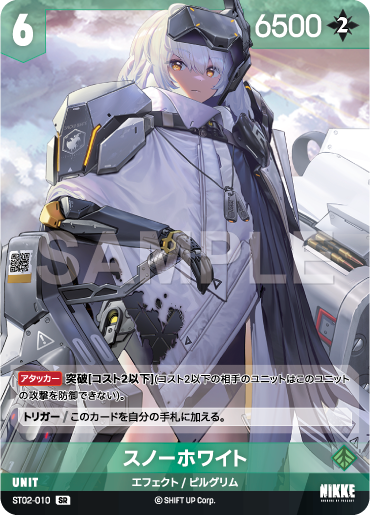 6
6500 2
SAMPLE
アタッカー 突破[コスト2以下](コスト2以下の相手のユニットはこのユニット
の攻撃を防御できない)。
トリガー / このカードを自分の手札に加える。
スノーホワイト
UNIT
エフェクト / ピルグリム
ST02-010 SR
© SHIFT UP Corp.
NIKKE